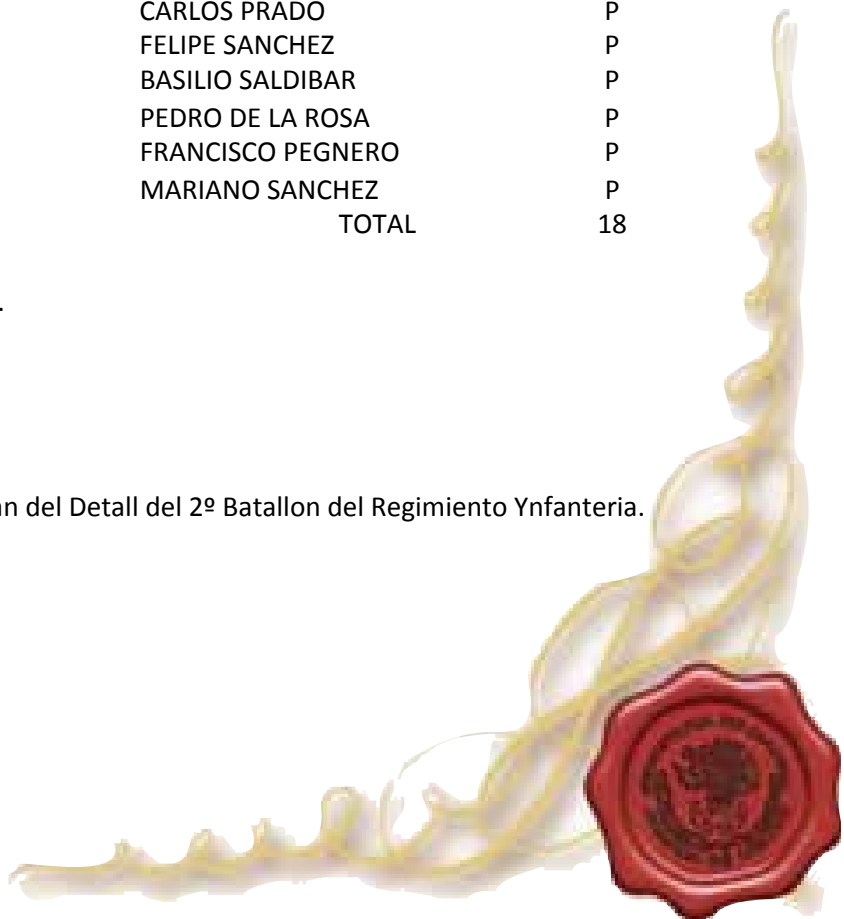 CARLOS PRADO P
FELIPE SANCHEZ P
BASILIO SALDIBAR P
PEDRO DE LA ROSA P
FRANCISCO PEGNERO P
MARIANO SANCHEZ P
TOTAL 18
.
n del Detall del 2º Batallon del Regimiento Ynfanteria.